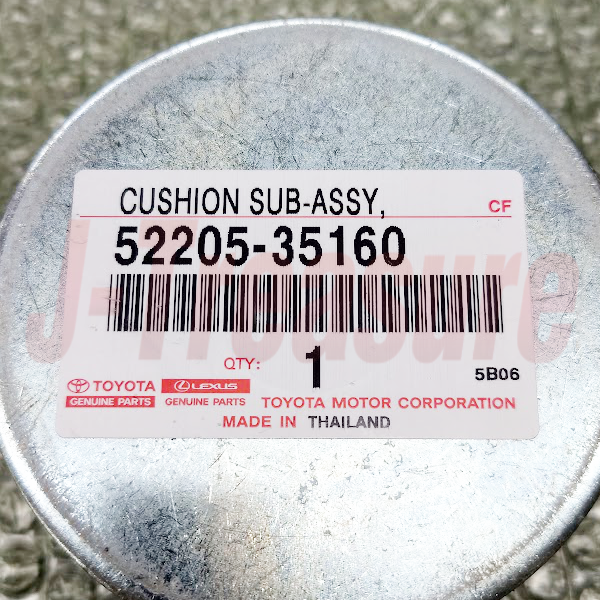 CUSHION SUB-ASSY,
CF
52205-35160
J-Treasure
QTY: 1
5B06
TOYOTA LEXUS
GENUINE PARTS GENUINE PARTS TOYOTA MOTOR CORPORATION
MADE IN THAILAND